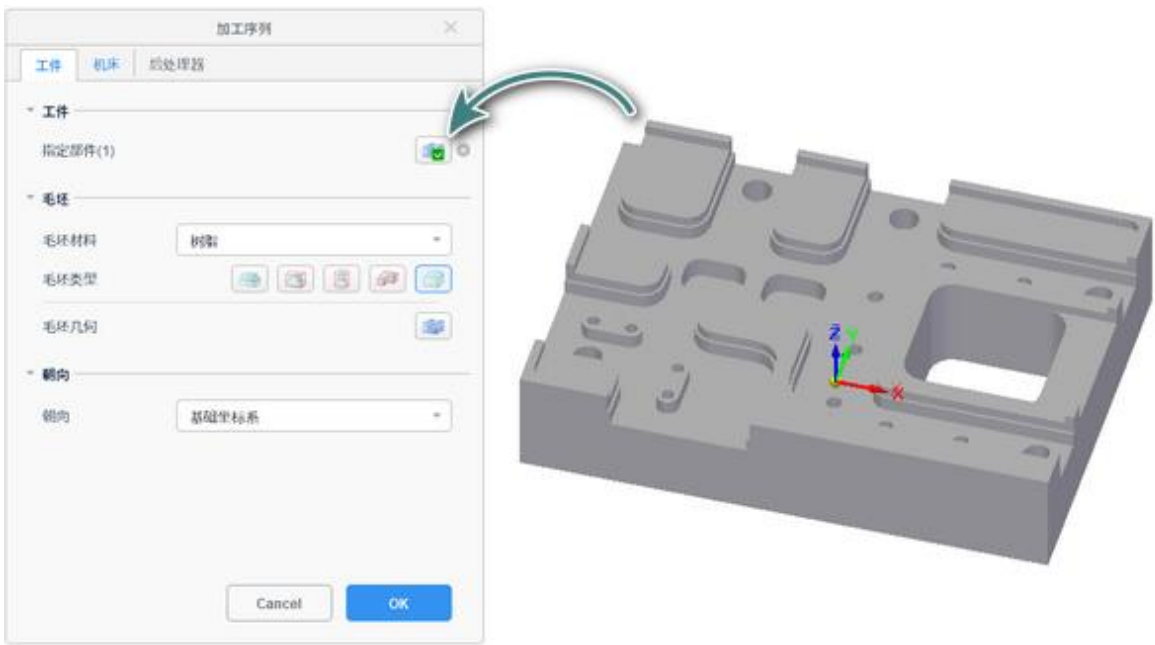 加工序列
工件 机床 后处理器
工件
指定部件(1)
毛坯
毛坯材料 树脂
毛坯类型
毛坯几何
朝向
朝向 基础坐标系
Cancel OK
Z Y
X